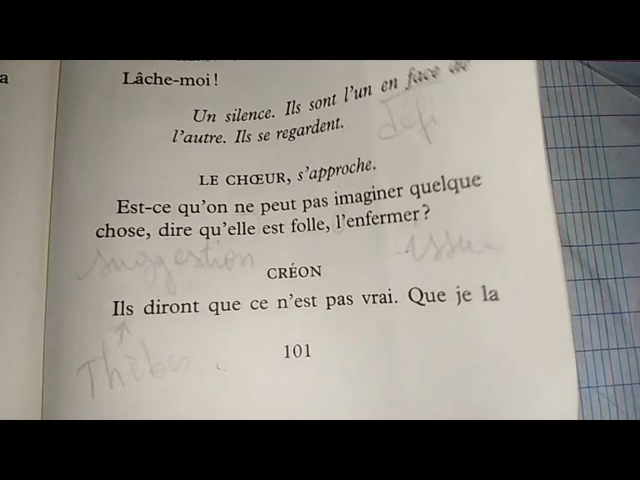 a
Lâche-moi !
Un silence. Ils sont l'un en face de
l'autre. Ils se regardent.
défi
LE CHŒUR, s'approche.
Est-ce qu'on ne peut pas imaginer quelque
chose, dire qu'elle est folle, l'enfermer ?
suggestion
issue
CRÉON
Ils diront que ce n'est pas vrai. Que je la
Thèbes
101